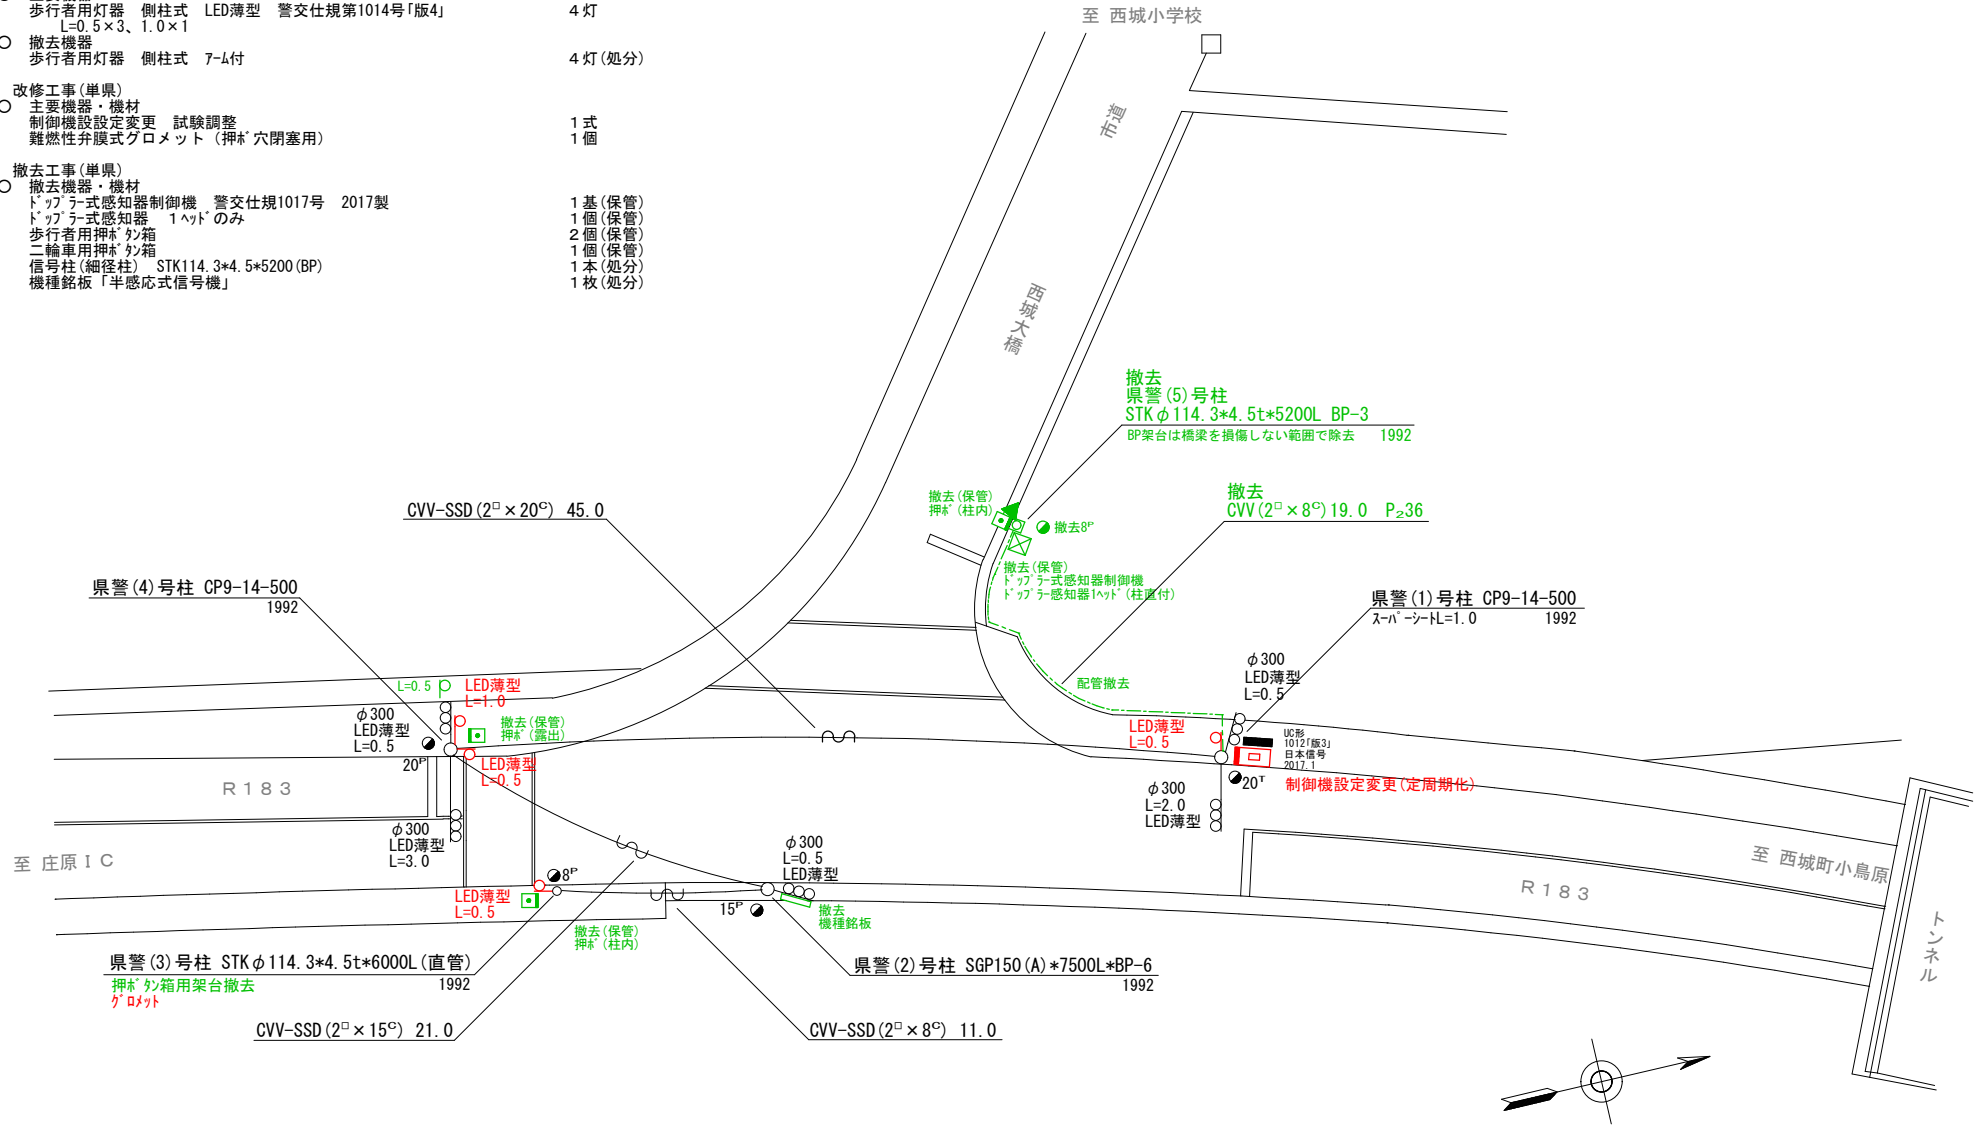 歩行者用灯器 側柱式 LED薄型 警交仕規第1014号「版4」 4灯
L=0.5×3、1.0×1
○ 撤去機器
歩行者用灯器 側柱式 ｱｰﾑ付 4灯(処分)
改修工事(単県)
○ 主要機器・機材
制御機設設定変更 試験調整 1式
難燃性弁膜式グロメット（押ﾎﾞ穴閉塞用） 1個
撤去工事(単県)
○ 撤去機器・機材
ﾄﾞｯﾌﾟﾗｰ式感知器制御機 警交仕規1017号 2017製 1基(保管)
ﾄﾞｯﾌﾟﾗｰ式感知器 1ﾍｯﾄﾞのみ 1個(保管)
歩行者用押ﾎﾞﾀﾝ箱 2個(保管)
二輪車用押ﾎﾞﾀﾝ箱 1個(保管)
信号柱(細径柱) STK114.3*4.5*5200(BP) 1本(処分)
機種銘板「半感応式信号機」 1枚(処分)
至 西城小学校
市道
西城大橋
撤去
県警(5)号柱
STKφ114.3*4.5t*5200L BP-3
BP架台は橋梁を損傷しない範囲で除去 1992
撤去(保管)
押ﾎﾞ(柱内)
撤去8P
撤去
CVV(2□×8C)19.0 P₂36
撤去(保管)
ﾄﾞｯﾌﾟﾗｰ式感知器制御機
ﾄﾞｯﾌﾟﾗｰ感知器1ﾍｯﾄﾞ(柱直付)
CVV-SSD(2□×20C) 45.0
県警(4)号柱 CP9-14-500
1992
県警(1)号柱 CP9-14-500
ｽｰﾊﾟｰｼｰﾄL=1.0 1992
φ300
LED薄型
L=0.5
配管撤去
L=0.5
LED薄型
L=1.0
φ300
LED薄型
L=0.5
撤去(保管)
押ﾎﾞ(露出)
20P
LED薄型
L=0.5
LED薄型
L=0.5
UC形
1012「版3」
日本信号
2017.1
20T
制御機設定変更(定周期化)
R183
φ300
L=2.0
LED薄型
φ300
LED薄型
L=3.0
至 庄原IC
φ300
L=0.5
LED薄型
8P
LED薄型
L=0.5
15P
撤去
機種銘板
撤去(保管)
押ﾎﾞ(柱内)
至 西城町小鳥原
R183
トンネル
県警(3)号柱 STKφ114.3*4.5t*6000L(直管)
1992
押ﾎﾞﾀﾝ箱用架台撤去
ｸﾞﾛﾒｯﾄ
県警(2)号柱 SGP150(A)*7500L*BP-6
1992
CVV-SSD(2□×15C) 21.0
CVV-SSD(2□×8C) 11.0